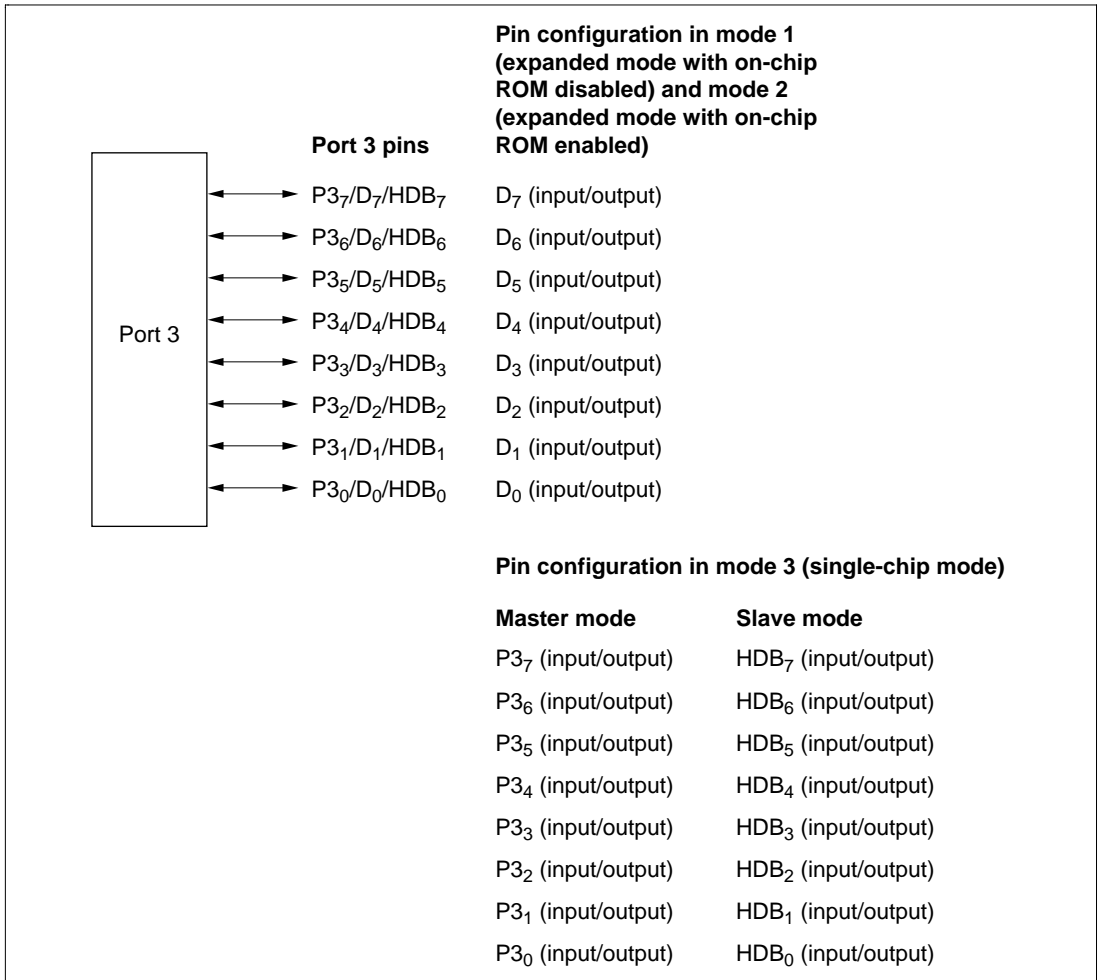 Pin configuration in mode 1
(expanded mode with on-chip
ROM disabled) and mode 2
(expanded mode with on-chip
ROM enabled)
Port 3 pins
Port 3
P3₇/D₇/HDB₇ D₇ (input/output)
P3₆/D₆/HDB₆ D₆ (input/output)
P3₅/D₅/HDB₅ D₅ (input/output)
P3₄/D₄/HDB₄ D₄ (input/output)
P3₃/D₃/HDB₃ D₃ (input/output)
P3₂/D₂/HDB₂ D₂ (input/output)
P3₁/D₁/HDB₁ D₁ (input/output)
P3₀/D₀/HDB₀ D₀ (input/output)
Pin configuration in mode 3 (single-chip mode)
Master mode Slave mode
P3₇ (input/output) HDB₇ (input/output)
P3₆ (input/output) HDB₆ (input/output)
P3₅ (input/output) HDB₅ (input/output)
P3₄ (input/output) HDB₄ (input/output)
P3₃ (input/output) HDB₃ (input/output)
P3₂ (input/output) HDB₂ (input/output)
P3₁ (input/output) HDB₁ (input/output)
P3₀ (input/output) HDB₀ (input/output)